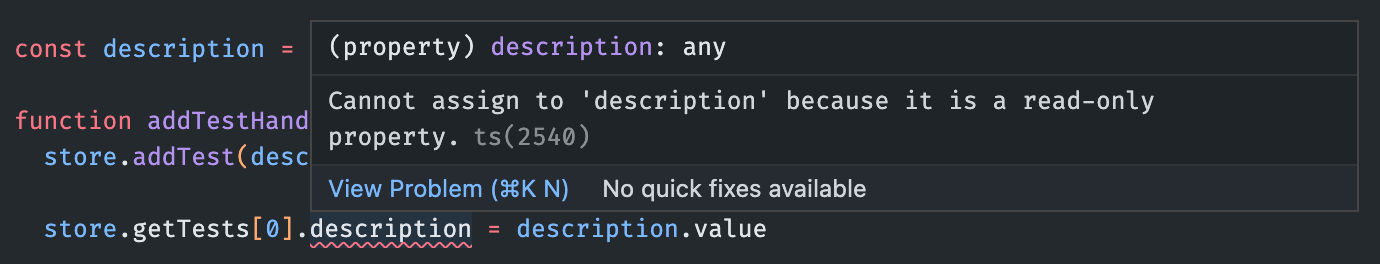 const description =
(property) description: any
Cannot assign to 'description' because it is a read-only
property. ts(2540)
function addTestHand
store.addTest(desc
View Problem (⌘K N) No quick fixes available
store.getTests[0].description = description.value